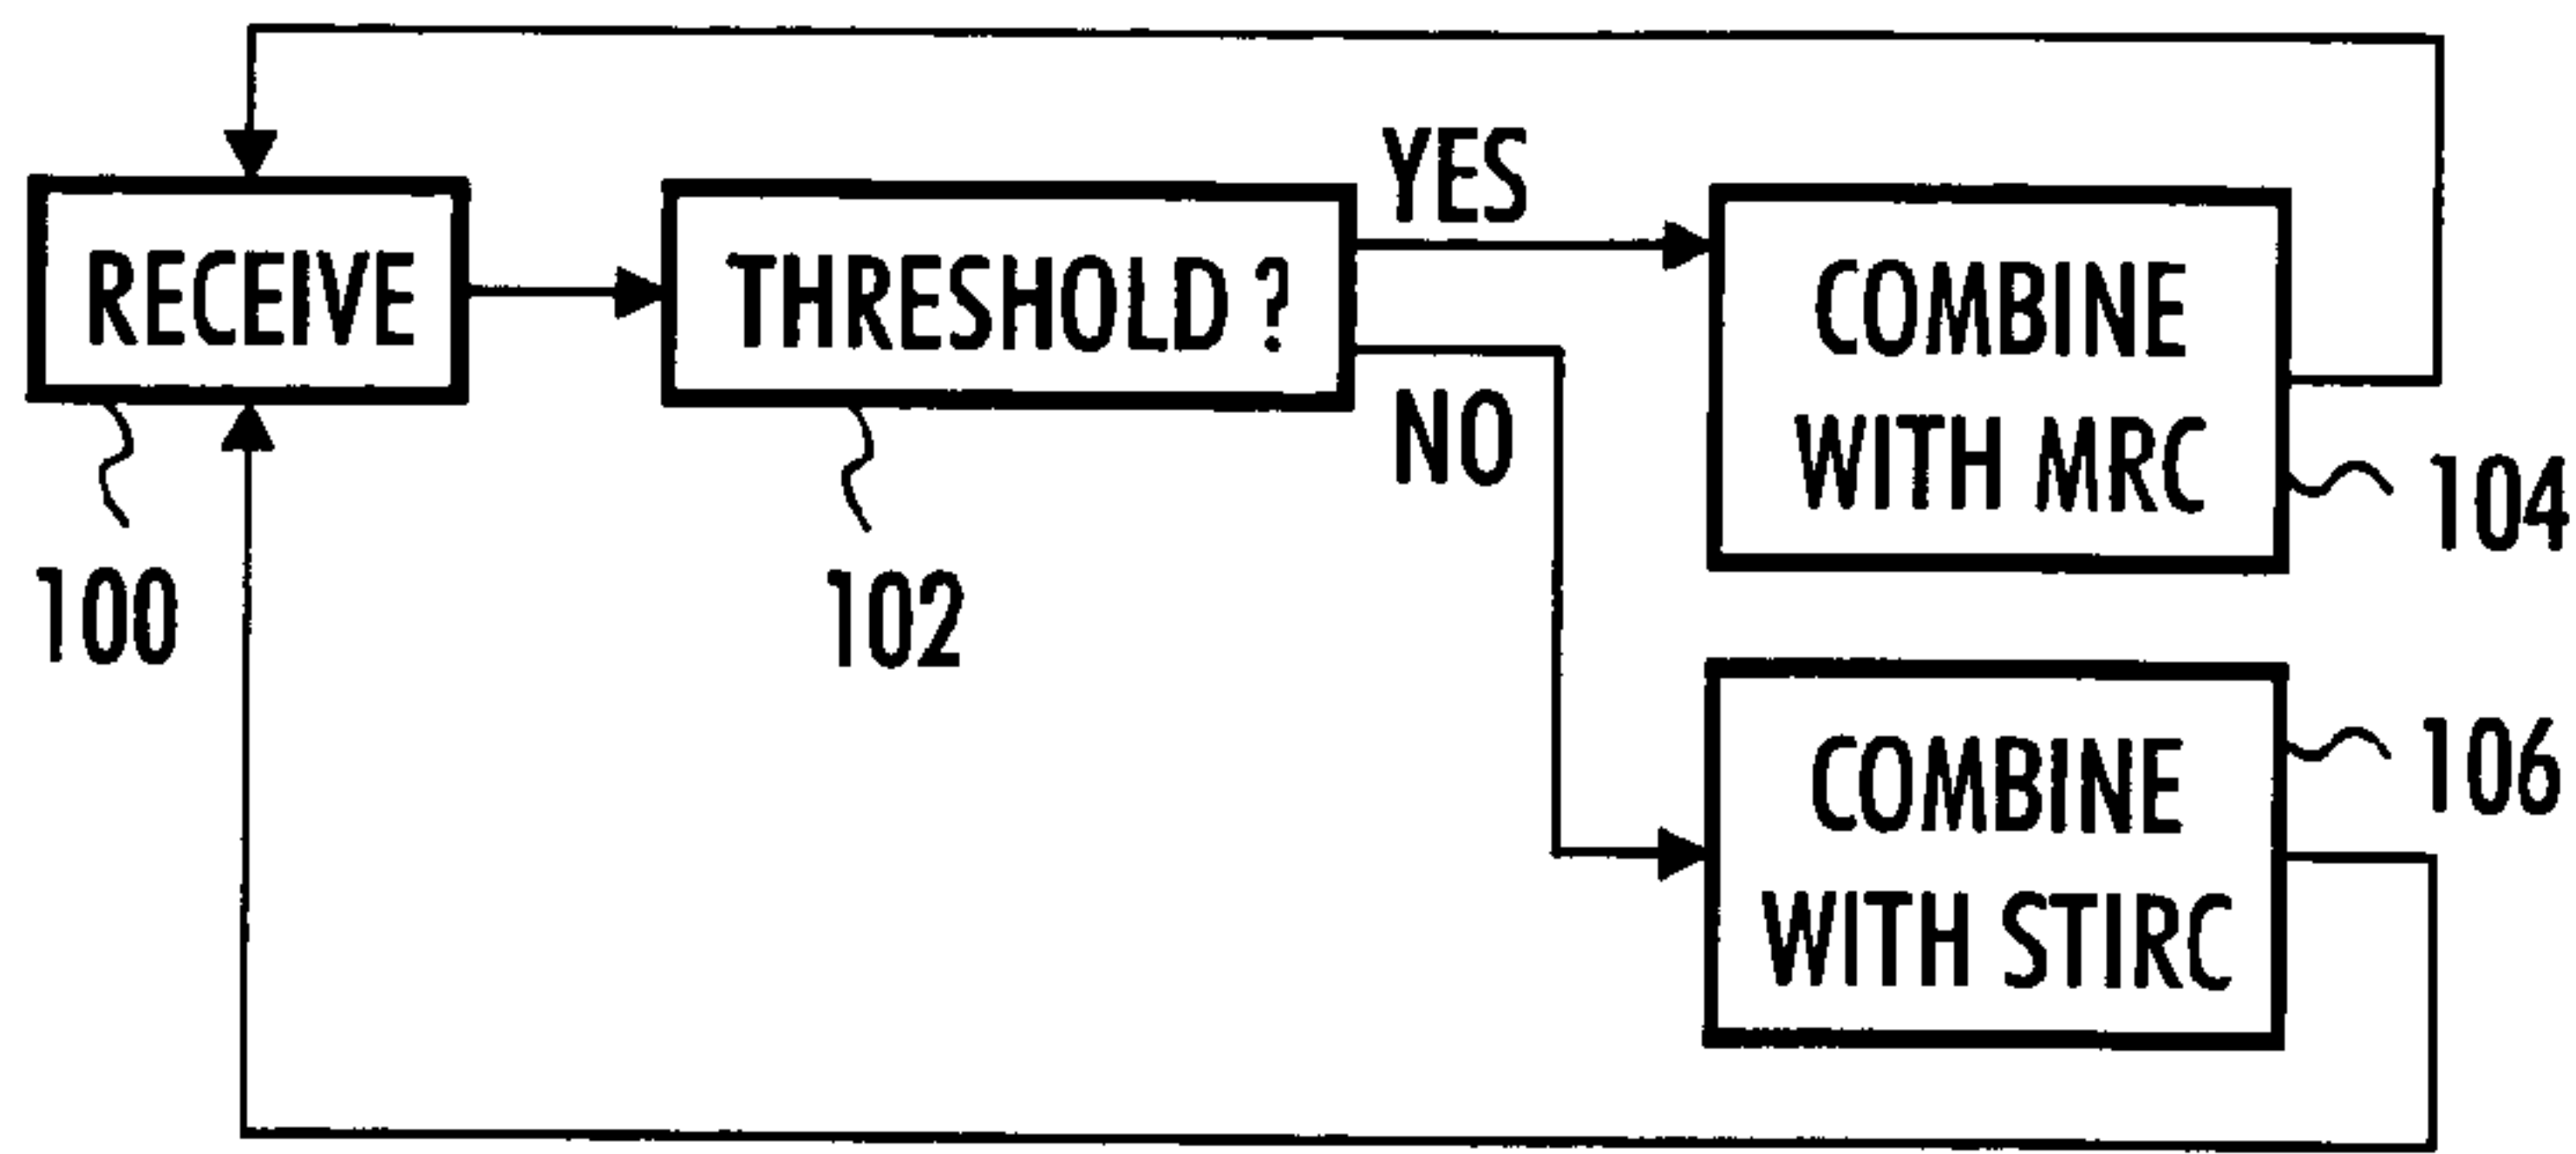 RECEIVE
100
THRESHOLD ?
102
YES
NO
COMBINE
WITH MRC
104
COMBINE
WITH STIRC
106